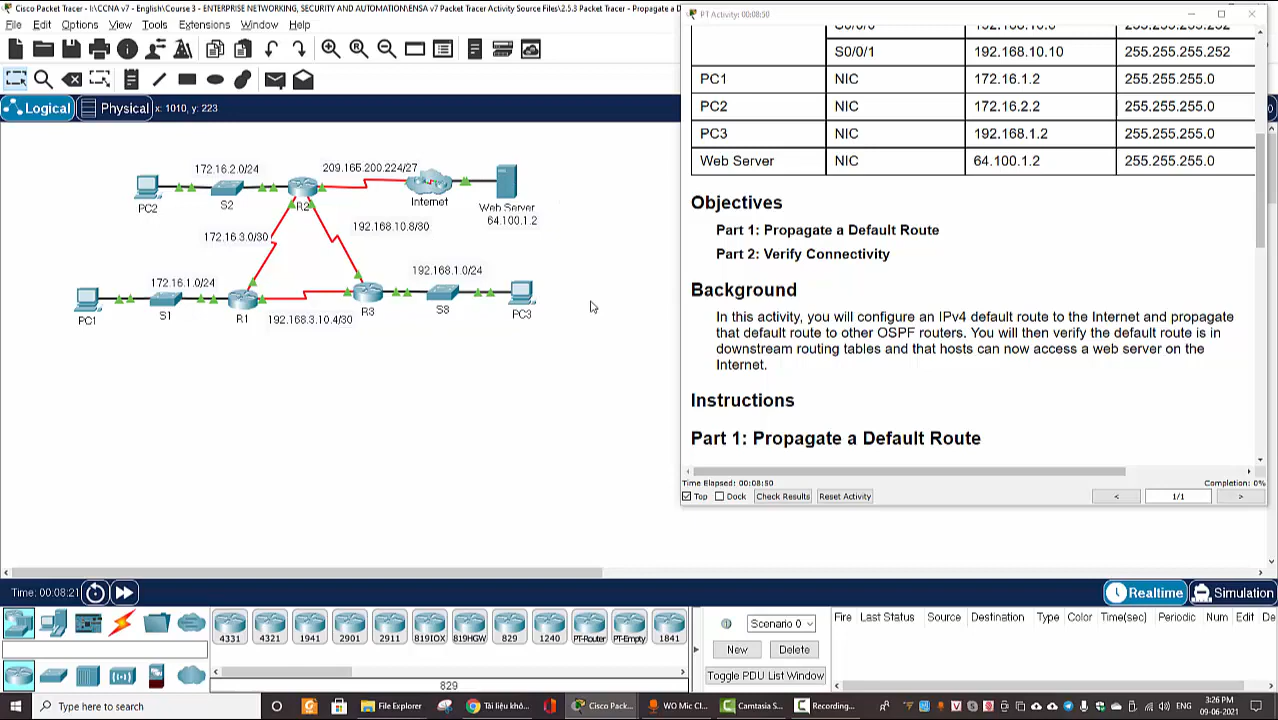 Cisco Packet Tracer - I:\CCNA v7 - English\Course 3 - ENTERPRISE NETWORKING, SECURITY AND AUTOMATION\ENSA v7 Packet Tracer Activity Source Files\2.5.3 Packet Tracer - Propagate a D
File Edit Options View Tools Extensions Window Help
Logical Physical x: 1010, y: 223
172.16.2.0/24 209.165.200.224/27
PC2 S2 R2 Internet Web Server
64.100.1.2
192.168.10.8/30
172.16.3.0/30
192.168.1.0/24
172.16.1.0/24
PC1 S1 R1 R3 S8 PC3
192.168.3.10.4/30
PT Activity: 00:08:50
S0/0/1 192.168.10.10 255.255.255.252
PC1 NIC 172.16.1.2 255.255.255.0
PC2 NIC 172.16.2.2 255.255.255.0
PC3 NIC 192.168.1.2 255.255.255.0
Web Server NIC 64.100.1.2 255.255.255.0
Objectives
Part 1: Propagate a Default Route
Part 2: Verify Connectivity
Background
In this activity, you will configure an IPv4 default route to the Internet and propagate
that default route to other OSPF routers. You will then verify the default route is in
downstream routing tables and that hosts can now access a web server on the
Internet.
Instructions
Part 1: Propagate a Default Route
Time Elapsed: 00:08:50 Completion: 0%
Top Dock Check Results Reset Activity < 1/1 >
Time: 00:08:21 Realtime Simulation
4331 4321 1941 2901 2911 819IOX 819HGW 829 1240 PT-Router PT-Empty 1841
829
Scenario 0
New Delete
Toggle PDU List Window
Fire Last Status Source Destination Type Color Time(sec) Periodic Num Edit De
Type here to search File Explorer Tài liệu khô... Cisco Pack... WO Mic Cl... Camtasia S... Recording... ENG 3:26 PM
09-06-2021